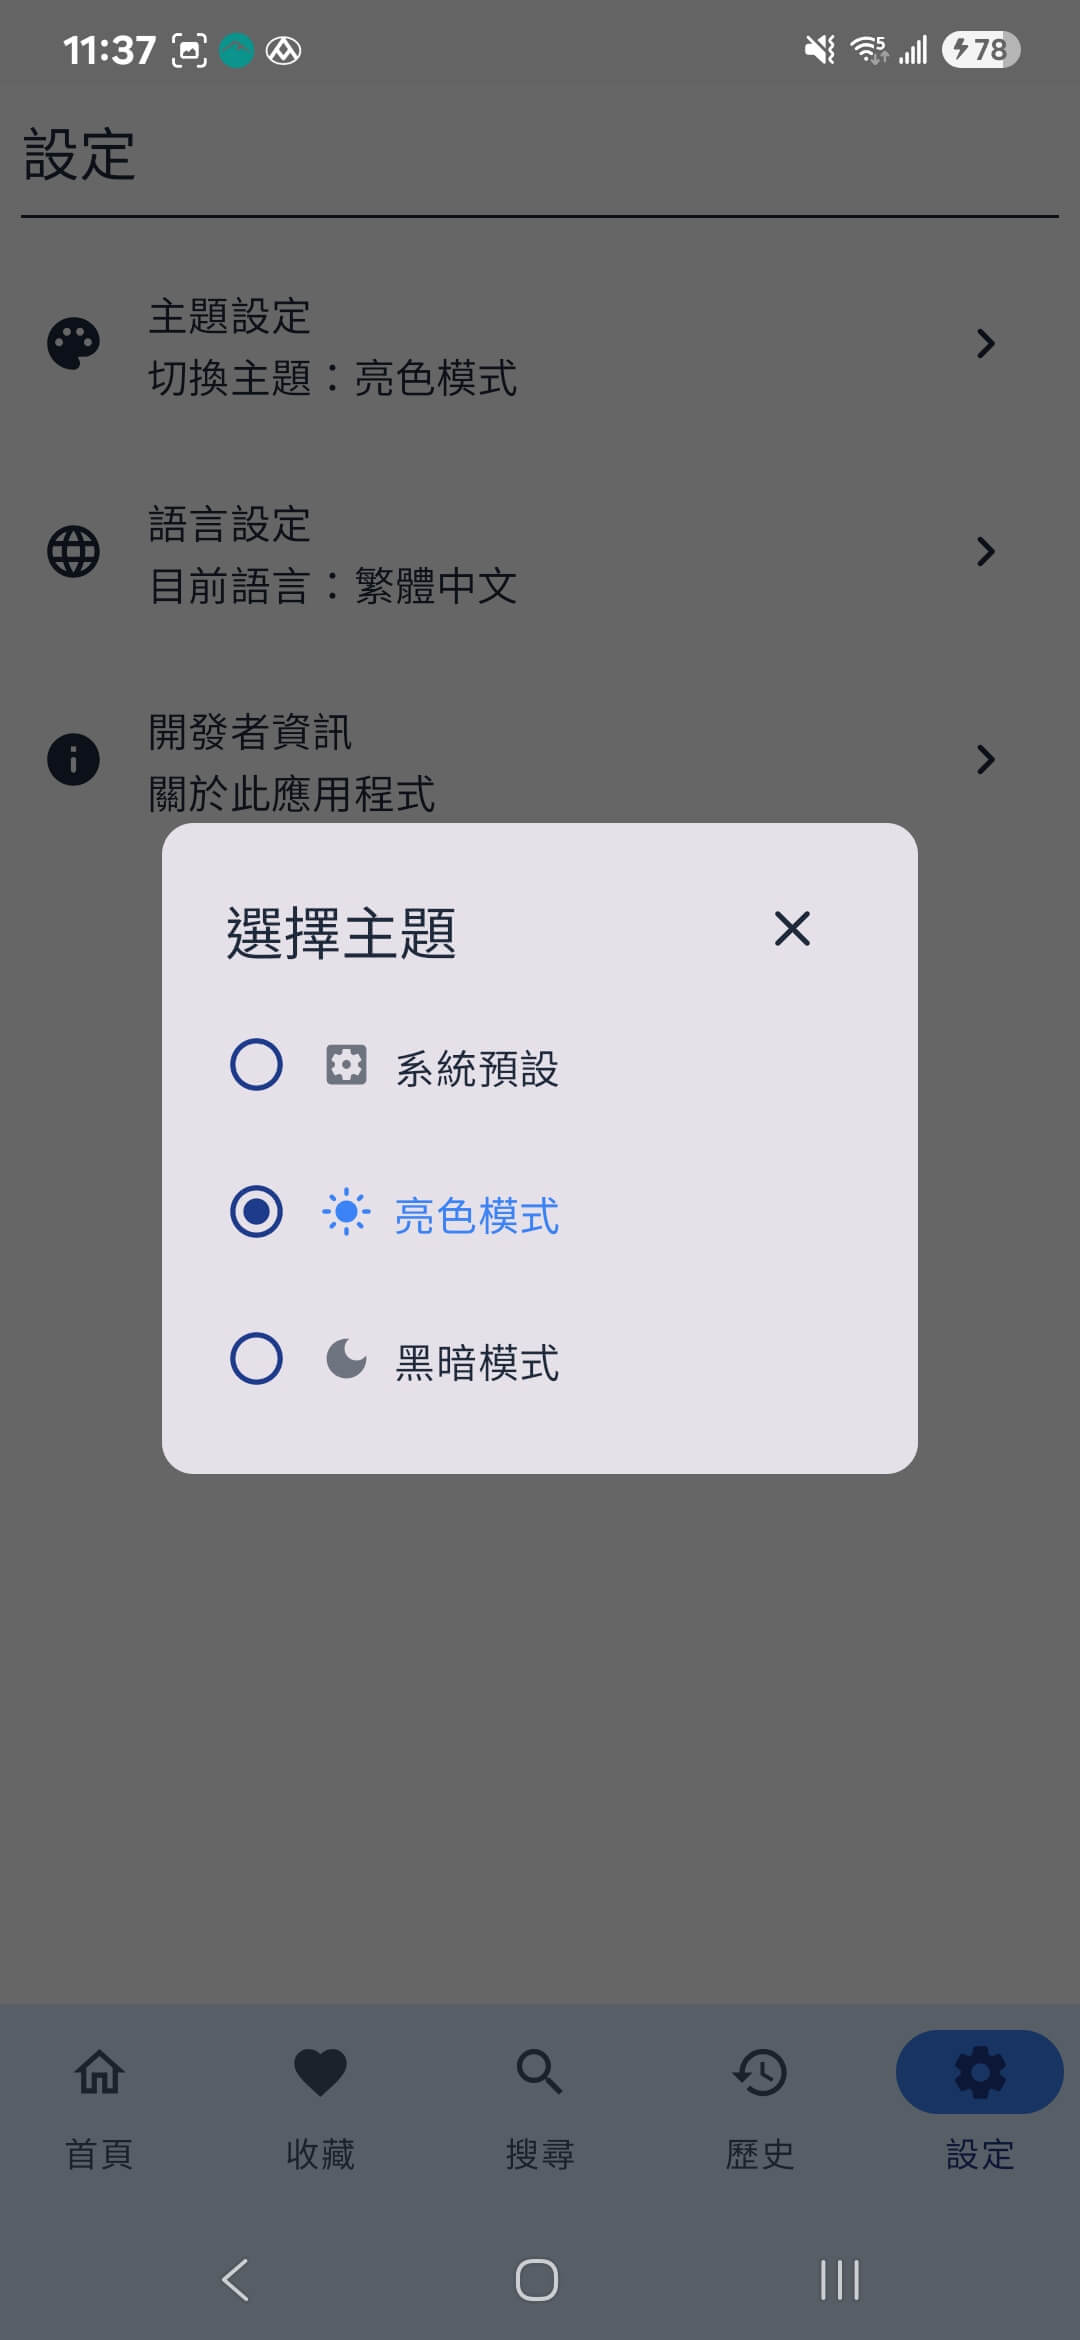 11:37
5
78
設定
主題設定
切換主題：亮色模式
語言設定
目前語言：繁體中文
開發者資訊
關於此應用程式
選擇主題
系統預設
亮色模式
黑暗模式
首頁
收藏
搜尋
歷史
設定